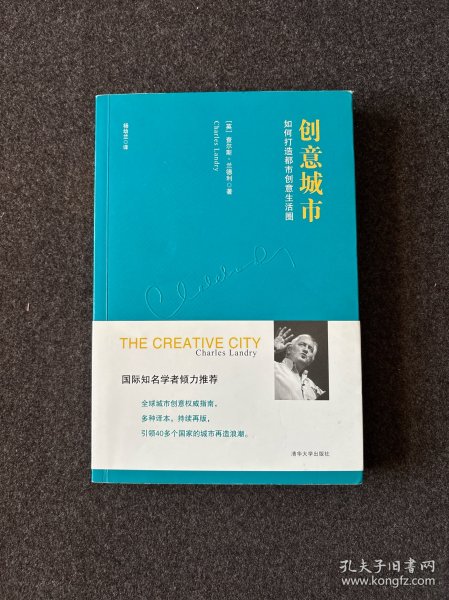 创意城市
如何打造都市创意生活圈
[英] 查尔斯·兰德利 著
Charles Landry
杨幼兰 译
THE CREATIVE CITY
Charles Landry
国际知名学者倾力推荐
全球城市创意权威指南，
多种译本，持续再版，
引领40多个国家的城市再造浪潮。
清华大学出版社
孔夫子旧书网
www.kongfz.com